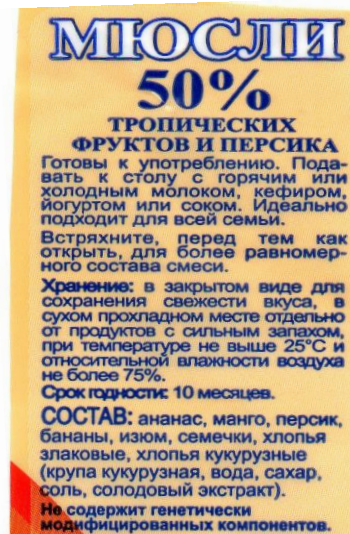 МЮСЛИ
50%
ТРОПИЧЕСКИХ
ФРУКТОВ И ПЕРСИКА
Готовы к употреблению. Пода-
вать к столу с горячим или
холодным молоком, кефиром,
йогуртом или соком. Идеально
подходит для всей семьи.
Встряхните, перед тем как
открыть, для более равномер-
ного состава смеси.
Хранение: в закрытом виде для
сохранения свежести вкуса, в
сухом прохладном месте отдельно
от продуктов с сильным запахом,
при температуре не выше 25°С и
относительной влажности воздуха
не более 75%.
Срок годности: 10 месяцев.
СОСТАВ: ананас, манго, персик,
бананы, изюм, семечки, хлопья
злаковые, хлопья кукурузные
(крупа кукурузная, вода, сахар,
соль, солодовый экстракт).
Не содержит генетически
модифицированных компонентов.